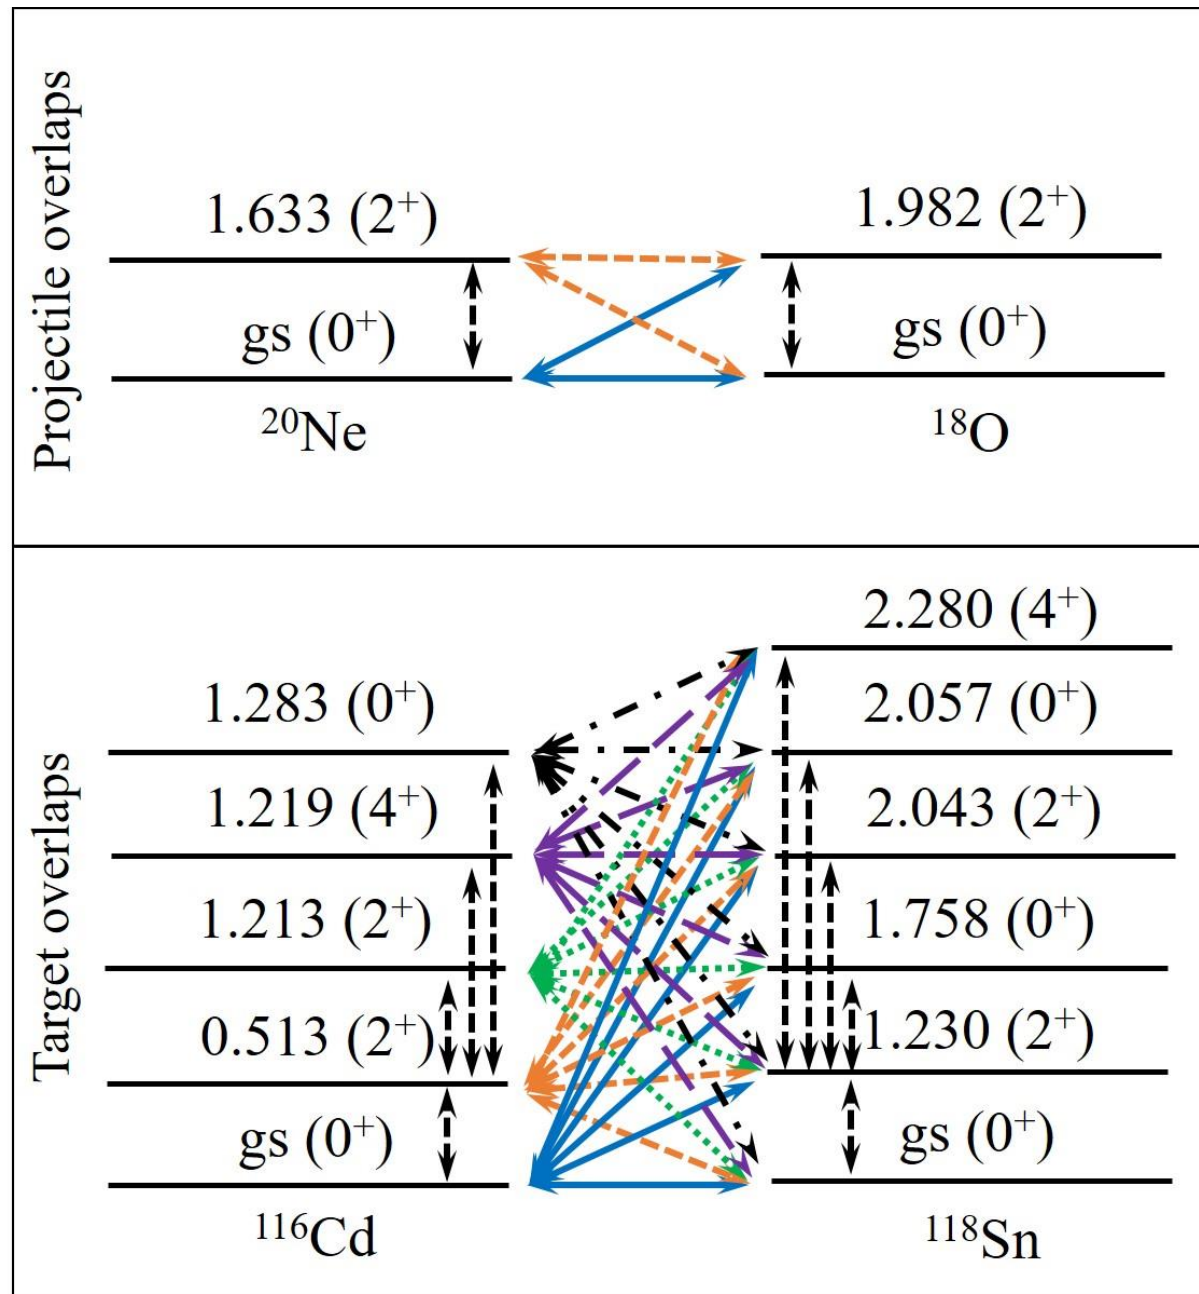 Projectile overlaps
1.633 (2⁺)
1.982 (2⁺)
gs (0⁺)
gs (0⁺)
²⁰Ne
¹⁸O
Target overlaps
1.283 (0⁺)
1.219 (4⁺)
1.213 (2⁺)
0.513 (2⁺)
gs (0⁺)
¹¹⁶Cd
2.280 (4⁺)
2.057 (0⁺)
2.043 (2⁺)
1.758 (0⁺)
1.230 (2⁺)
gs (0⁺)
¹¹⁸Sn